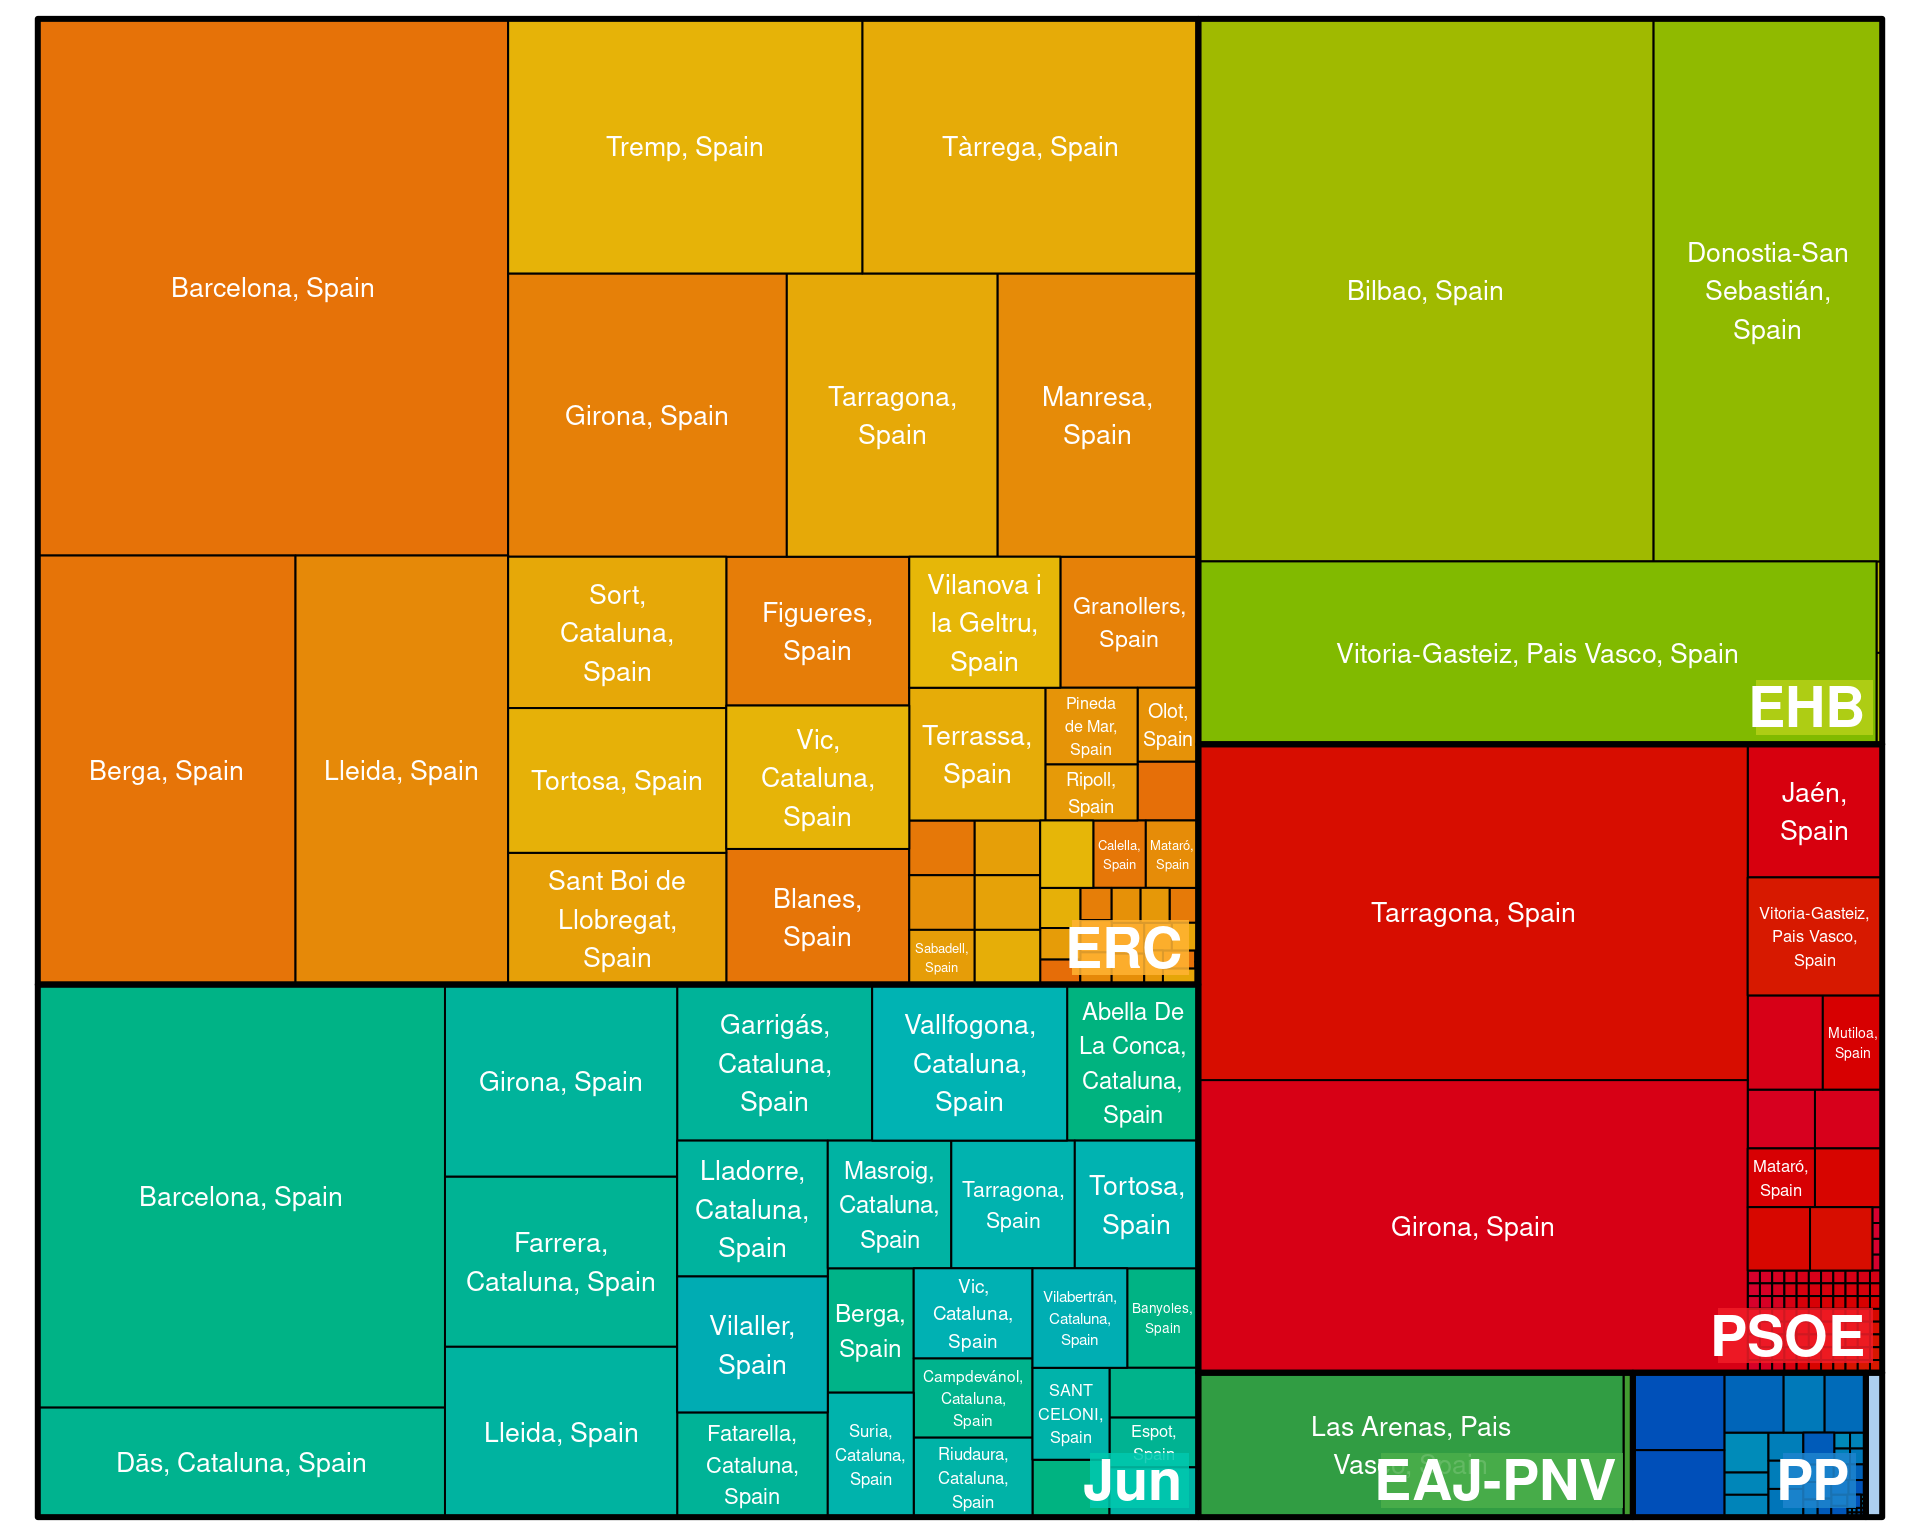 Barcelona, Spain
Tremp, Spain
Tàrrega, Spain
Girona, Spain
Tarragona,
Spain
Manresa,
Spain
Berga, Spain
Lleida, Spain
Sort,
Cataluna,
Spain
Figueres,
Spain
Vilanova i
la Geltru,
Spain
Granollers,
Spain
Tortosa, Spain
Vic,
Cataluna,
Spain
Terrassa,
Spain
Pineda
de Mar,
Spain
Olot,
Spain
Ripoll,
Spain
Sant Boi de
Llobregat,
Spain
Blanes,
Spain
Calella,
Spain
Mataró,
Spain
Sabadell,
Spain
ERC
Bilbao, Spain
Donostia-San
Sebastián,
Spain
Vitoria-Gasteiz, Pais Vasco, Spain
EHB
Tarragona, Spain
Jaén,
Spain
Vitoria-Gasteiz,
Pais Vasco,
Spain
Mutiloa,
Spain
Mataró,
Spain
Girona, Spain
PSOE
Barcelona, Spain
Dās, Cataluna, Spain
Girona, Spain
Farrera,
Cataluna, Spain
Lleida, Spain
Garrigás,
Cataluna,
Spain
Vallfogona,
Cataluna,
Spain
Abella De
La Conca,
Cataluna,
Spain
Lladorre,
Cataluna,
Spain
Masroig,
Cataluna,
Spain
Tarragona,
Spain
Tortosa,
Spain
Vilaller,
Spain
Berga,
Spain
Vic,
Cataluna,
Spain
Vilabertrán,
Cataluna,
Spain
Banyoles,
Spain
Fatarella,
Cataluna,
Spain
Suria,
Cataluna,
Spain
Campdevánol,
Cataluna,
Spain
Riudaura,
Cataluna,
Spain
SANT
CELONI,
Spain
Espot,
Spain
Jun
Las Arenas, Pais
Vasco, Spain
EAJ-PNV
PP